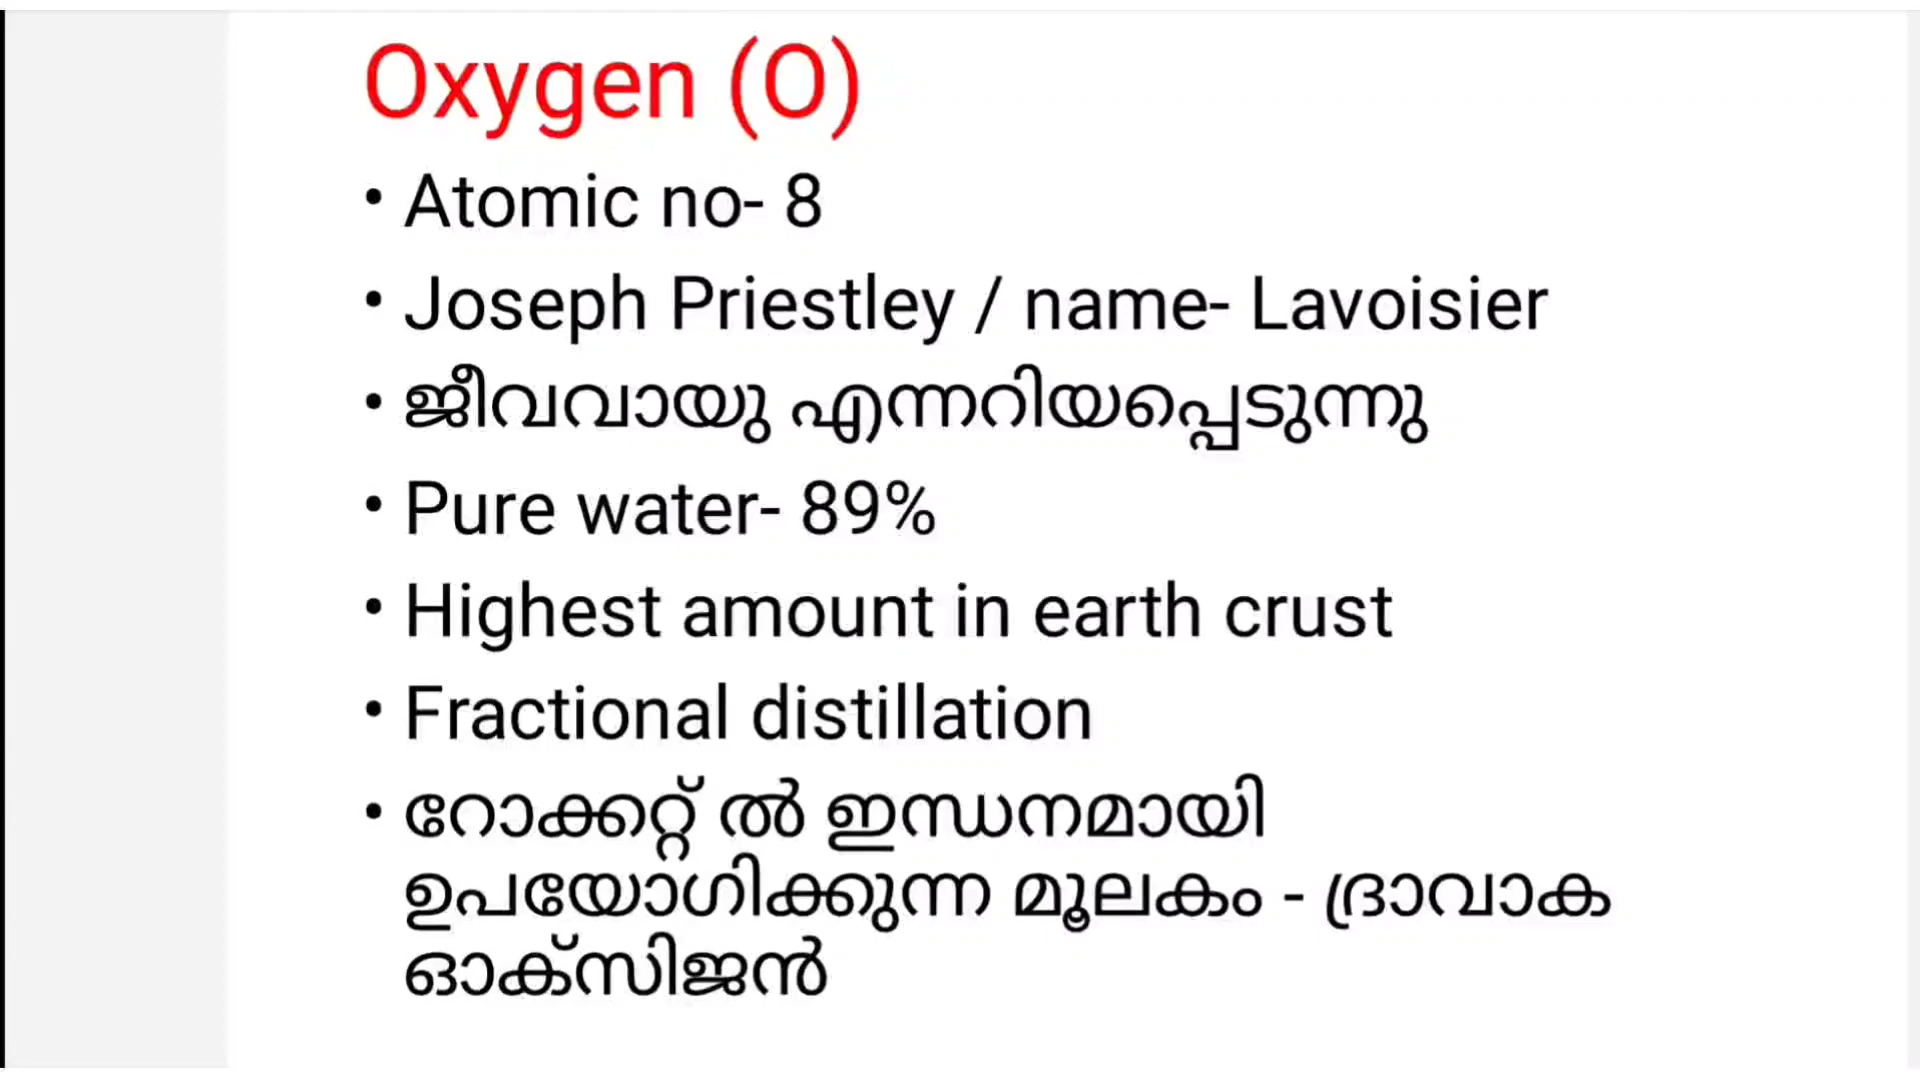 Oxygen (O)
• Atomic no- 8
• Joseph Priestley / name- Lavoisier
• ജീവവായു എന്നറിയപ്പെടുന്നു
• Pure water- 89%
• Highest amount in earth crust
• Fractional distillation
• റോക്കറ്റ് ൽ ഇന്ധനമായി
ഉപയോഗിക്കുന്ന മൂലകം - ദ്രാവാക
ഓക്സിജൻ